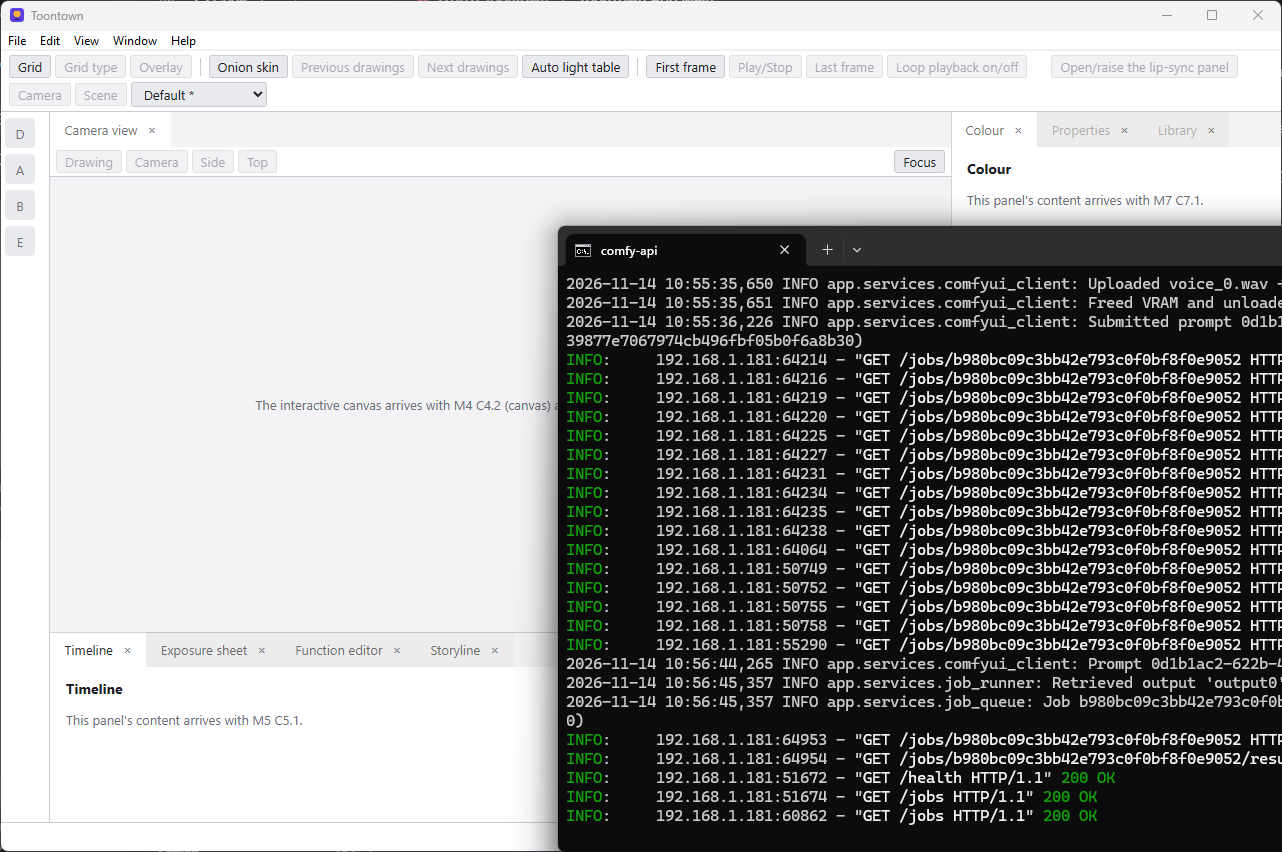 Toontown
File Edit View Window Help
Grid Grid type Overlay Onion skin Previous drawings Next drawings Auto light table First frame Play/Stop Last frame Loop playback on/off Open/raise the lip-sync panel
Camera Scene Default *
D
A
B
E
Camera view ×
Drawing Camera Side Top Focus
The interactive canvas arrives with M4 C4.2 (canvas)
Colour × Properties × Library ×
Colour
This panel's content arrives with M7 C7.1.
Timeline × Exposure sheet × Function editor × Storyline ×
Timeline
This panel's content arrives with M5 C5.1.
comfy-api
2026-11-14 10:55:35,650 INFO app.services.comfyui_client: Uploaded voice_0.wav
2026-11-14 10:55:35,651 INFO app.services.comfyui_client: Freed VRAM and
2026-11-14 10:55:36,226 INFO app.services.comfyui_client: Submitted prompt 0d1b1
39877e7067974cb496fbf05b0f6a8b30)
INFO: 192.168.1.181:64214 - "GET /jobs/b980bc09c3bb42e793c0f0bf8f0e9052 HTTP
INFO: 192.168.1.181:64216 - "GET /jobs/b980bc09c3bb42e793c0f0bf8f0e9052 HTTP
INFO: 192.168.1.181:64219 - "GET /jobs/b980bc09c3bb42e793c0f0bf8f0e9052 HTTP
INFO: 192.168.1.181:64220 - "GET /jobs/b980bc09c3bb42e793c0f0bf8f0e9052 HTTP
INFO: 192.168.1.181:64225 - "GET /jobs/b980bc09c3bb42e793c0f0bf8f0e9052 HTTP
INFO: 192.168.1.181:64227 - "GET /jobs/b980bc09c3bb42e793c0f0bf8f0e9052 HTTP
INFO: 192.168.1.181:64231 - "GET /jobs/b980bc09c3bb42e793c0f0bf8f0e9052 HTTP
INFO: 192.168.1.181:64234 - "GET /jobs/b980bc09c3bb42e793c0f0bf8f0e9052 HTTP
INFO: 192.168.1.181:64235 - "GET /jobs/b980bc09c3bb42e793c0f0bf8f0e9052 HTTP
INFO: 192.168.1.181:64238 - "GET /jobs/b980bc09c3bb42e793c0f0bf8f0e9052 HTTP
INFO: 192.168.1.181:64064 - "GET /jobs/b980bc09c3bb42e793c0f0bf8f0e9052 HTTP
INFO: 192.168.1.181:50749 - "GET /jobs/b980bc09c3bb42e793c0f0bf8f0e9052 HTTP
INFO: 192.168.1.181:50752 - "GET /jobs/b980bc09c3bb42e793c0f0bf8f0e9052 HTTP
INFO: 192.168.1.181:50755 - "GET /jobs/b980bc09c3bb42e793c0f0bf8f0e9052 HTTP
INFO: 192.168.1.181:50758 - "GET /jobs/b980bc09c3bb42e793c0f0bf8f0e9052 HTTP
INFO: 192.168.1.181:55290 - "GET /jobs/b980bc09c3bb42e793c0f0bf8f0e9052 HTTP
2026-11-14 10:56:44,265 INFO app.services.comfyui_client: Prompt 0d1b1ac2-622b-4
2026-11-14 10:56:45,357 INFO app.services.job_runner: Retrieved output 'output0'
2026-11-14 10:56:45,357 INFO app.services.job_queue: Job b980bc09c3bb42e793c0f0b
0)
INFO: 192.168.1.181:64953 - "GET /jobs/b980bc09c3bb42e793c0f0bf8f0e9052 HTTP
INFO: 192.168.1.181:64954 - "GET /jobs/b980bc09c3bb42e793c0f0bf8f0e9052/resu
INFO: 192.168.1.181:51672 - "GET /health HTTP/1.1" 200 OK
INFO: 192.168.1.181:51674 - "GET /jobs HTTP/1.1" 200 OK
INFO: 192.168.1.181:60862 - "GET /jobs HTTP/1.1" 200 OK